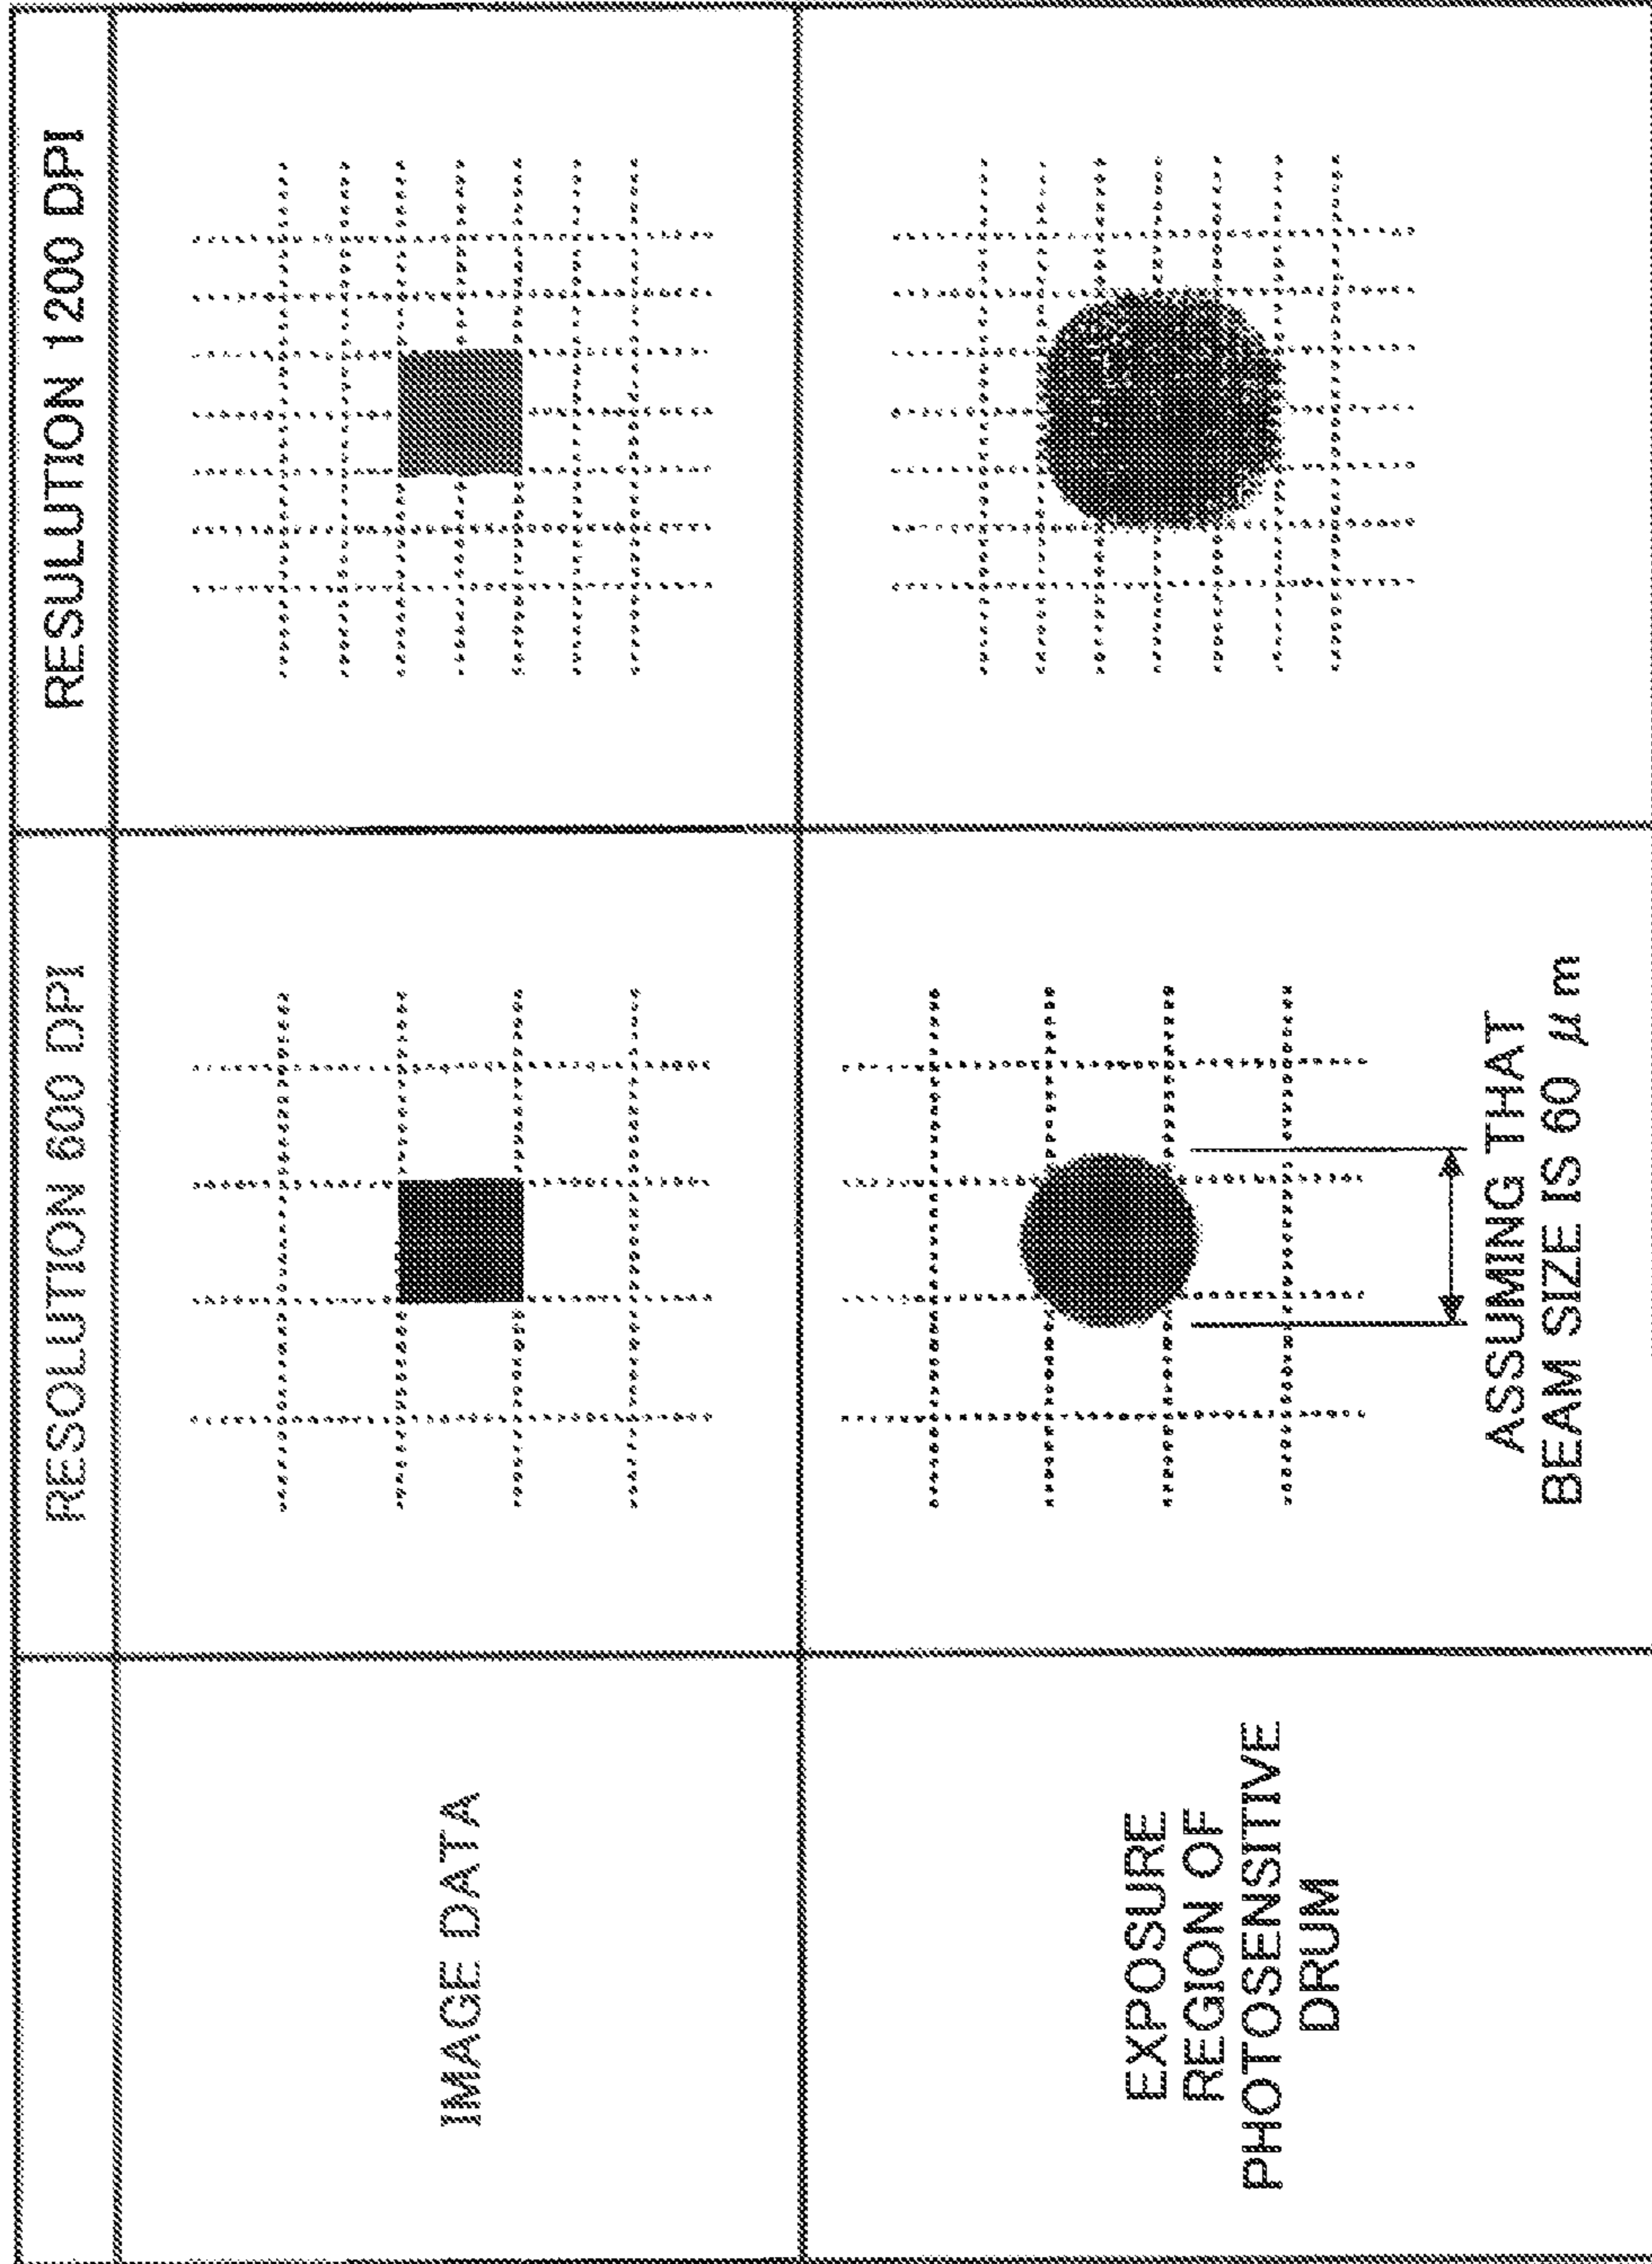 RESOLUTION 600 DPI
RESULUTION 1200 DPI
IMAGE DATA
EXPOSURE
REGION OF
PHOTOSENSITIVE
DRUM
ASSUMING THAT
BEAM SIZE IS 60 μm